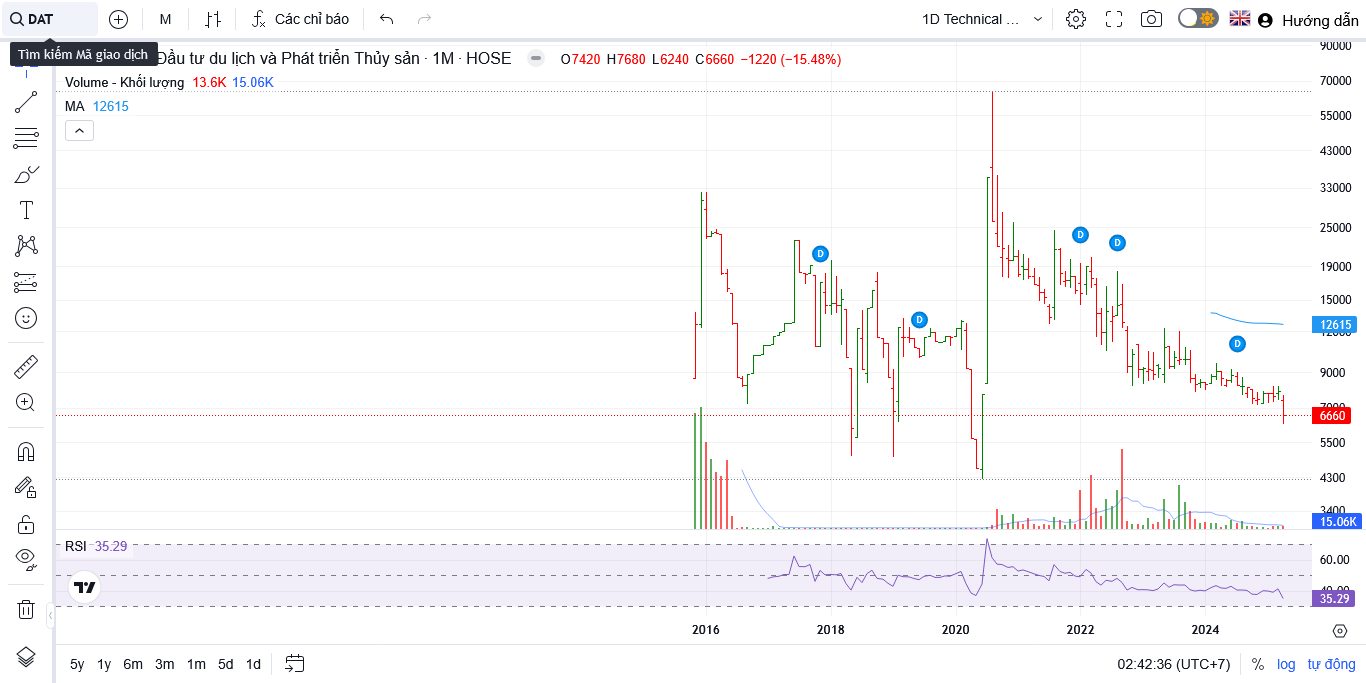 DAT M Các chỉ báo 1D Technical ... Hướng dẫn
Tìm kiếm Mã giao dịch
Đầu tư du lịch và Phát triển Thủy sản · 1M · HOSE O7420 H7680 L6240 C6660 −1220 (−15.48%)
Volume - Khối lượng 13.6K 15.06K
MA 12615
90000
70000
55000
43000
33000
25000
19000
15000
12615
12000
9000
7000
6660
5500
4300
3400
15.06K
D
D
D
D
D
RSI 35.29
60.00
40.00
35.29
2016 2018 2020 2022 2024
5y 1y 6m 3m 1m 5d 1d 02:42:36 (UTC+7) % log tự động